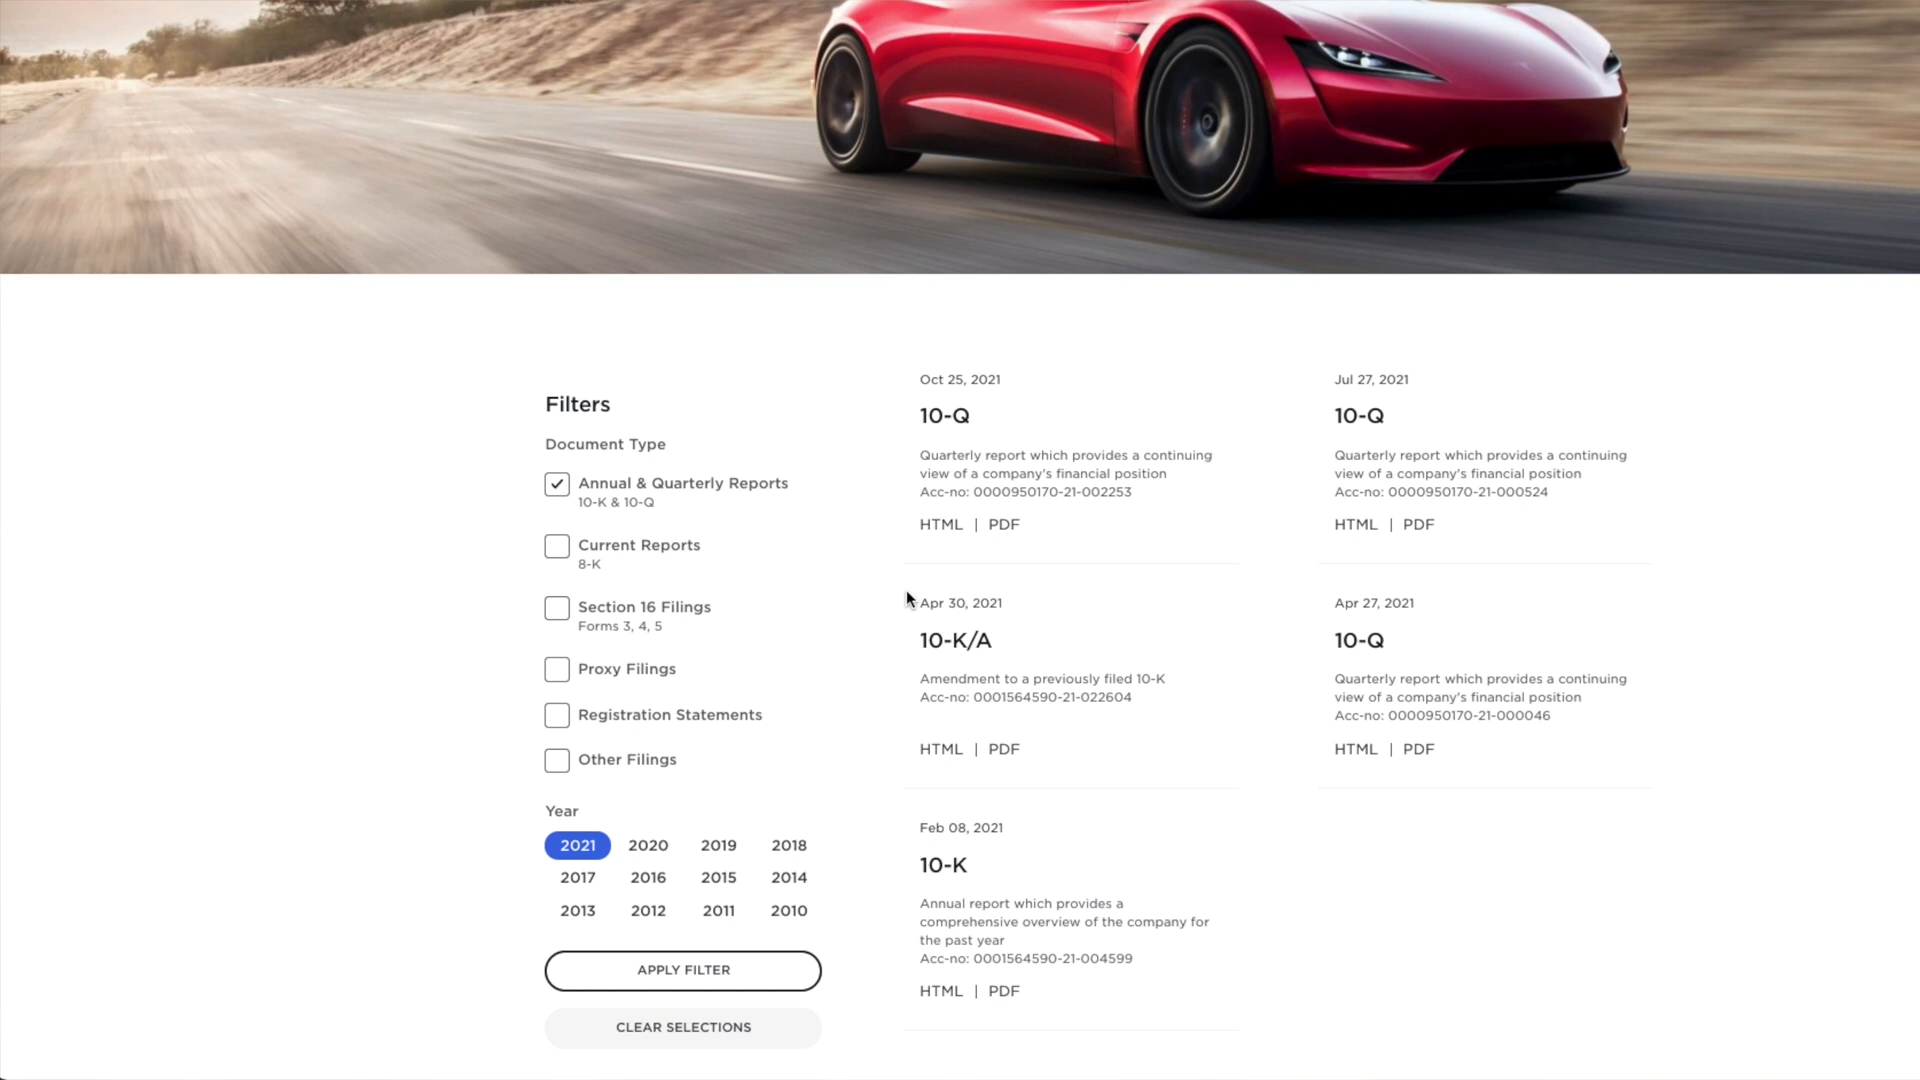 Filters
Document Type
Annual & Quarterly Reports
10-K & 10-Q
Current Reports
8-K
Section 16 Filings
Forms 3, 4, 5
Proxy Filings
Registration Statements
Other Filings
Year
2021 2020 2019 2018
2017 2016 2015 2014
2013 2012 2011 2010
APPLY FILTER
CLEAR SELECTIONS
Oct 25, 2021
10-Q
Quarterly report which provides a continuing
view of a company's financial position
Acc-no: 0000950170-21-002253
HTML | PDF
Jul 27, 2021
10-Q
Quarterly report which provides a continuing
view of a company's financial position
Acc-no: 0000950170-21-000524
HTML | PDF
Apr 30, 2021
10-K/A
Amendment to a previously filed 10-K
Acc-no: 0001564590-21-022604
HTML | PDF
Apr 27, 2021
10-Q
Quarterly report which provides a continuing
view of a company's financial position
Acc-no: 0000950170-21-000046
HTML | PDF
Feb 08, 2021
10-K
Annual report which provides a
comprehensive overview of the company for
the past year
Acc-no: 0001564590-21-004599
HTML | PDF